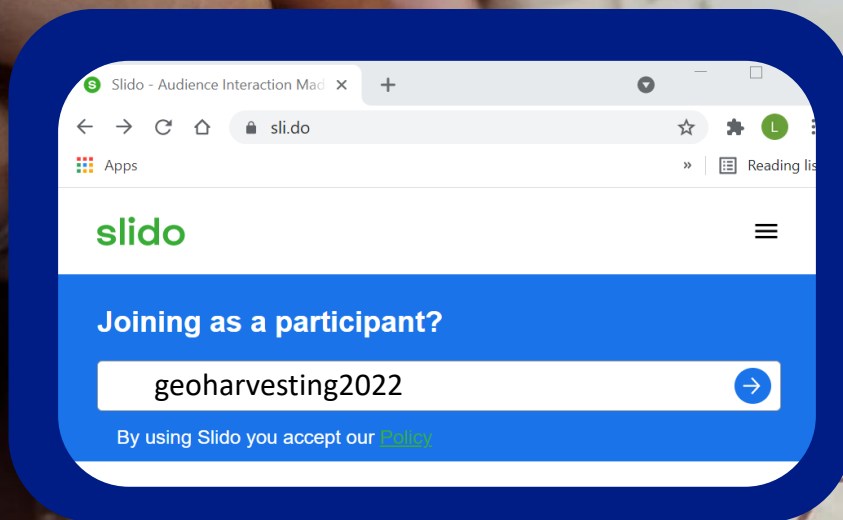 S Slido - Audience Interaction Mad
sli.do
L
Apps
» Reading lis
slido
Joining as a participant?
geoharvesting2022
By using Slido you accept our Policy